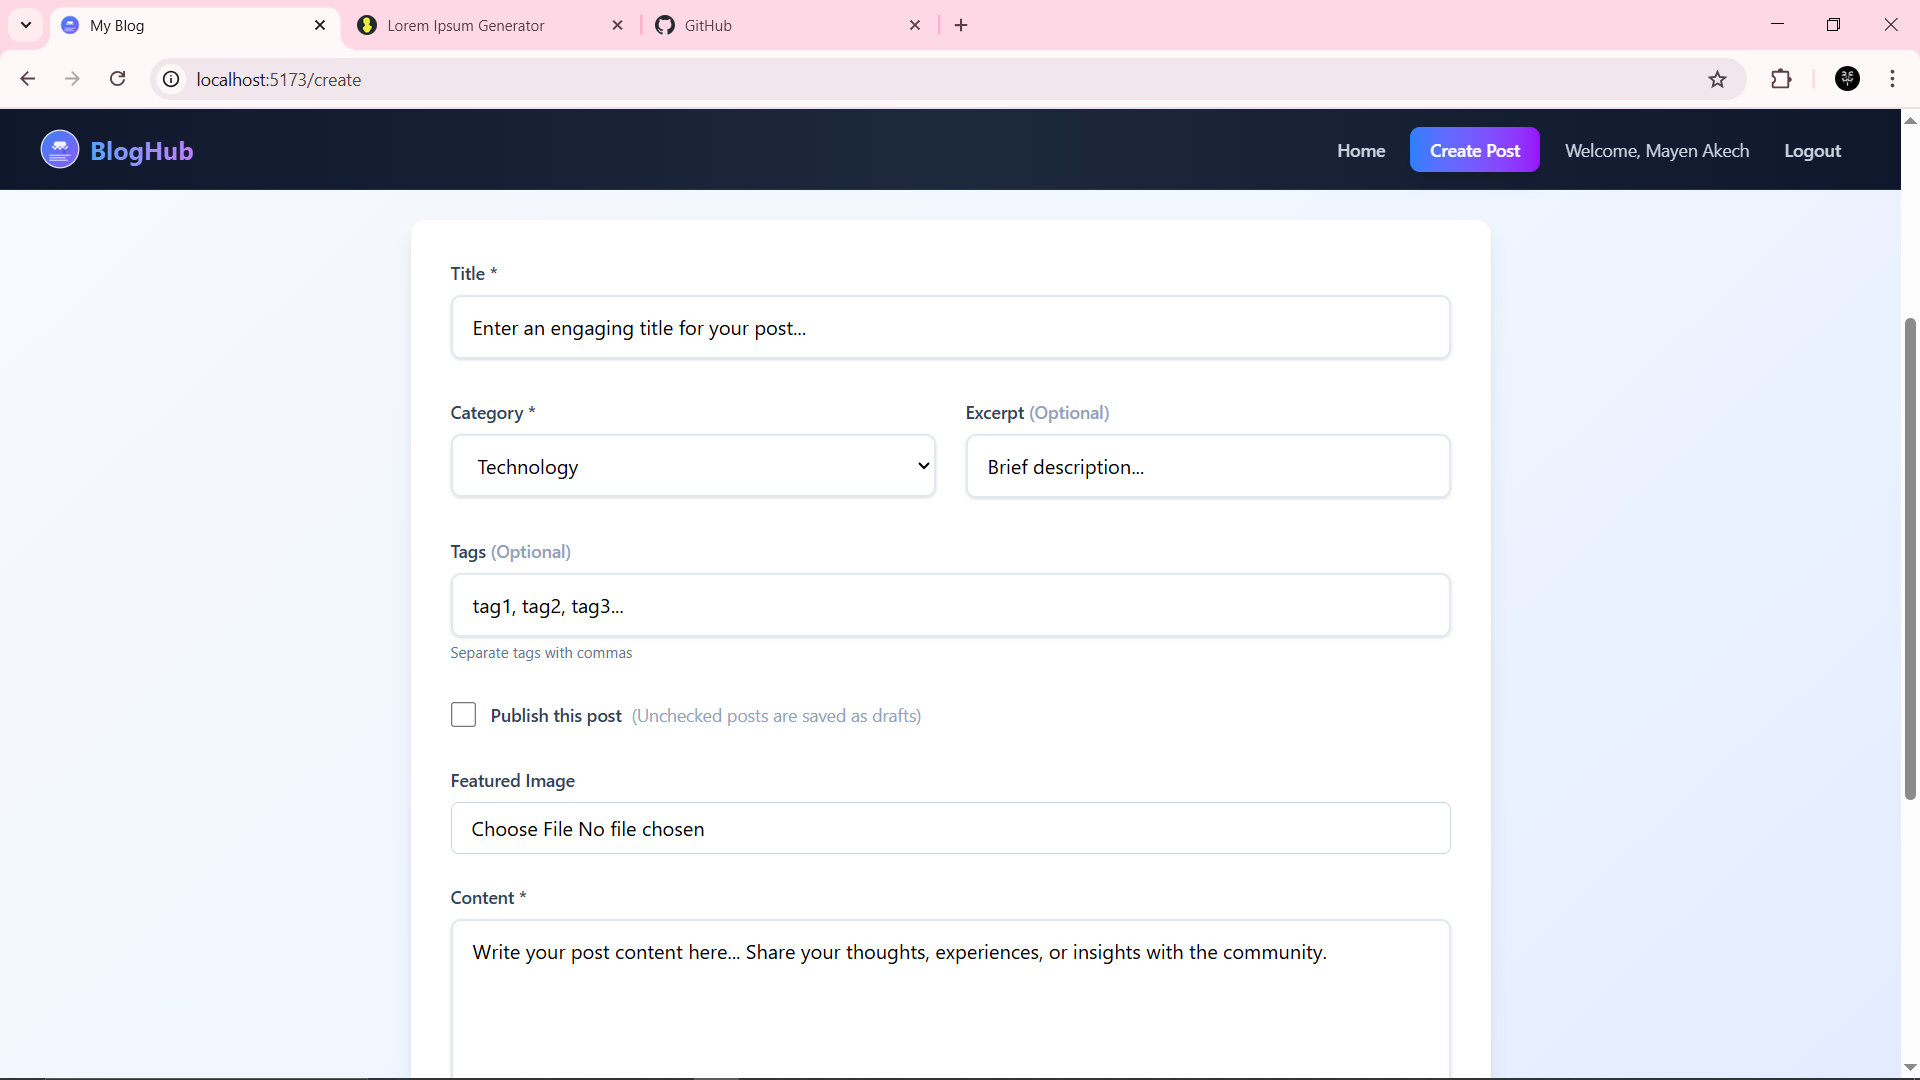 My Blog
Lorem Ipsum Generator
GitHub
localhost:5173/create
BlogHub
Home
Create Post
Welcome, Mayen Akech
Logout
Title *
Enter an engaging title for your post...
Category *
Excerpt (Optional)
Technology
Brief description...
Tags (Optional)
tag1, tag2, tag3...
Separate tags with commas
Publish this post (Unchecked posts are saved as drafts)
Featured Image
Choose File No file chosen
Content *
Write your post content here... Share your thoughts, experiences, or insights with the community.